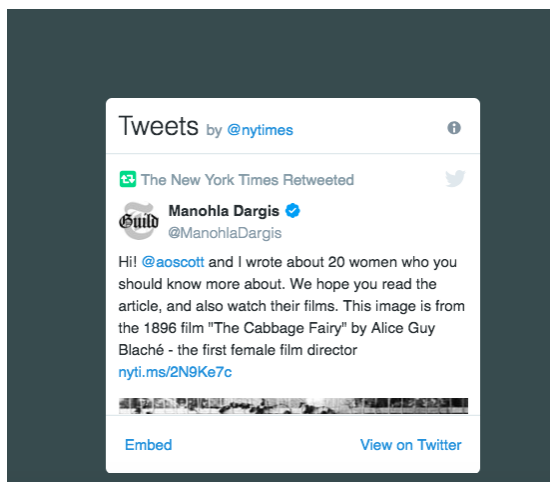 Tweets by @nytimes
The New York Times Retweeted
Guild
Manohla Dargis
@ManohlaDargis
Hi! @aoscott and I wrote about 20 women who you
should know more about. We hope you read the
article, and also watch their films. This image is from
the 1896 film "The Cabbage Fairy" by Alice Guy
Blaché - the first female film director
nyti.ms/2N9Ke7c
Embed
View on Twitter